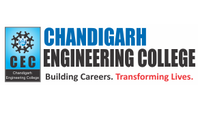 CEC
Chandigarh
Engineering College
CHANDIGARH
ENGINEERING COLLEGE
Building Careers. Transforming Lives.